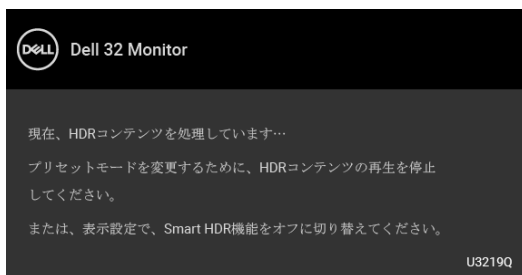 DELL Dell 32 Monitor
現在、HDRコンテンツを処理しています…
プリセットモードを変更するために、HDRコンテンツの再生を停止
してください。
または、表示設定で、Smart HDR機能をオフに切り替えてください。
U3219Q